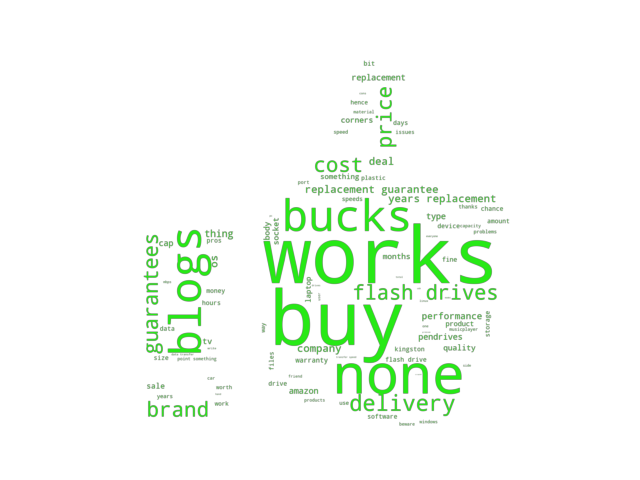 bit
replacement
hence
material
price
corners
days
speed
issues
cost
deal
something
plastic
port
replacement guarantee
speeds
years replacement
bucks
type
thanks
chance
amount
device
capacity
problems
body
socket
works
months
fine
laptop
flash drives
buy
performance
product
musicplayer
storage
way
pendrives
company
kingston
quality
files
warranty
flash drive
none
friend
drive
amazon
products
use
delivery
software
beware
windows
thing
pros
cap
os
guarantees
blogs
money
hours
data
tv
size
point something
car
sale
worth
years
brand
work